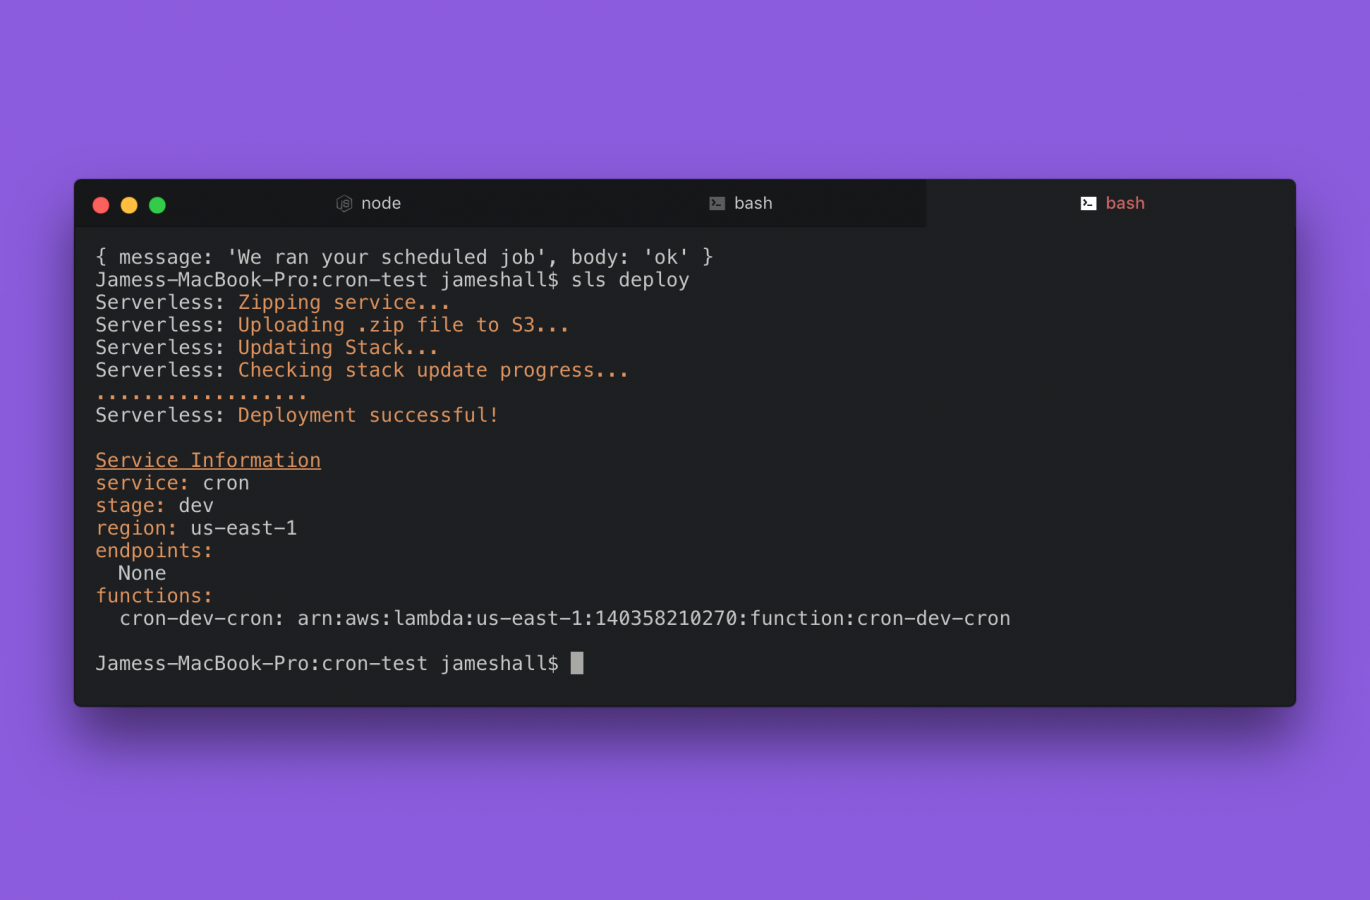 node
bash
bash
{ message: 'We ran your scheduled job', body: 'ok' }
Jamess-MacBook-Pro:cron-test jameshall$ sls deploy
Serverless: Zipping service...
Serverless: Uploading .zip file to S3...
Serverless: Updating Stack...
Serverless: Checking stack update progress...
..................
Serverless: Deployment successful!
Service Information
service: cron
stage: dev
region: us-east-1
endpoints:
None
functions:
cron-dev-cron: arn:aws:lambda:us-east-1:140358210270:function:cron-dev-cron
Jamess-MacBook-Pro:cron-test jameshall$